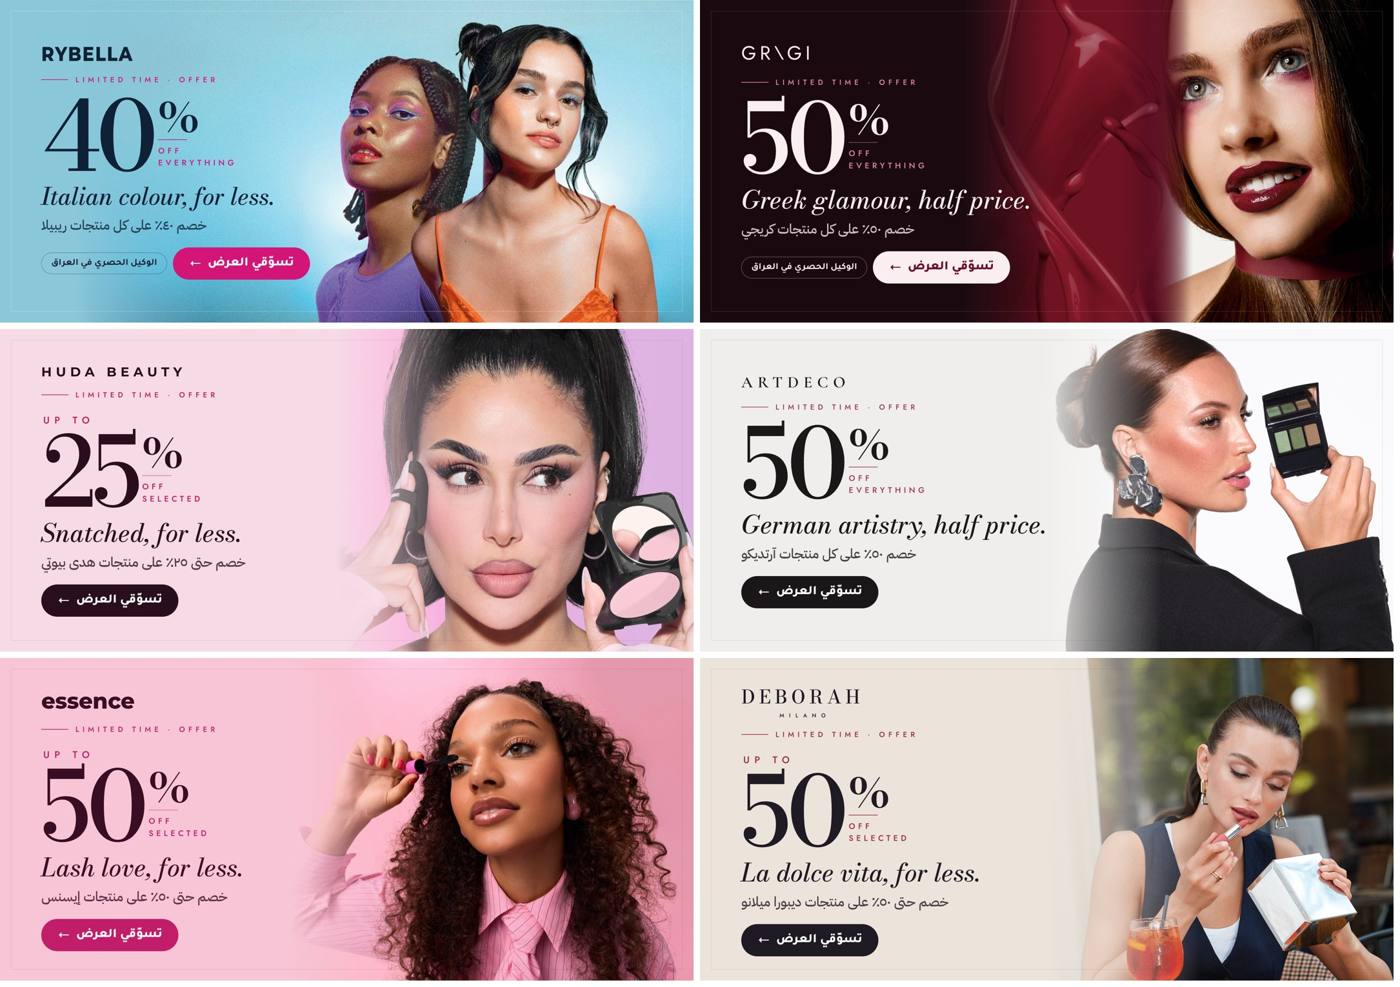 RYBELLA
LIMITED TIME · OFFER
40%
OFF
EVERYTHING
Italian colour, for less.
خصم ٤٠٪ على كل منتجات ريبيلا
تسوّقي العرض ←
الوكيل الحصري في العراق
GR\GI
LIMITED TIME · OFFER
50%
OFF
EVERYTHING
Greek glamour, half price.
خصم ٥٠٪ على كل منتجات كريجي
تسوّقي العرض ←
الوكيل الحصري في العراق
HUDA BEAUTY
LIMITED TIME · OFFER
UP TO
25%
OFF
SELECTED
Snatched, for less.
خصم حتى ٢٥٪ على منتجات هدى بيوتي
تسوّقي العرض ←
ARTDECO
LIMITED TIME · OFFER
50%
OFF
EVERYTHING
German artistry, half price.
خصم ٥٠٪ على كل منتجات آرتديكو
تسوّقي العرض ←
essence
LIMITED TIME · OFFER
UP TO
50%
OFF
SELECTED
Lash love, for less.
خصم حتى ٥٠٪ على منتجات إيسنس
تسوّقي العرض ←
DEBORAH
MILANO
LIMITED TIME · OFFER
UP TO
50%
OFF
SELECTED
La dolce vita, for less.
خصم حتى ٥٠٪ على منتجات ديبورا ميلانو
تسوّقي العرض ←